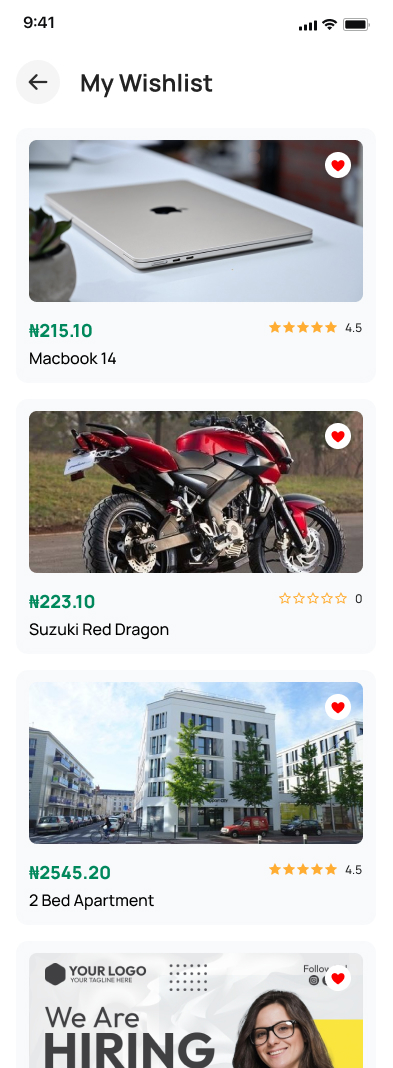 9:41
My Wishlist
₦215.10
4.5
Macbook 14
₦223.10
0
Suzuki Red Dragon
₦2545.20
4.5
2 Bed Apartment
YOUR LOGO
YOUR TAGLINE HERE
We Are
HIRING